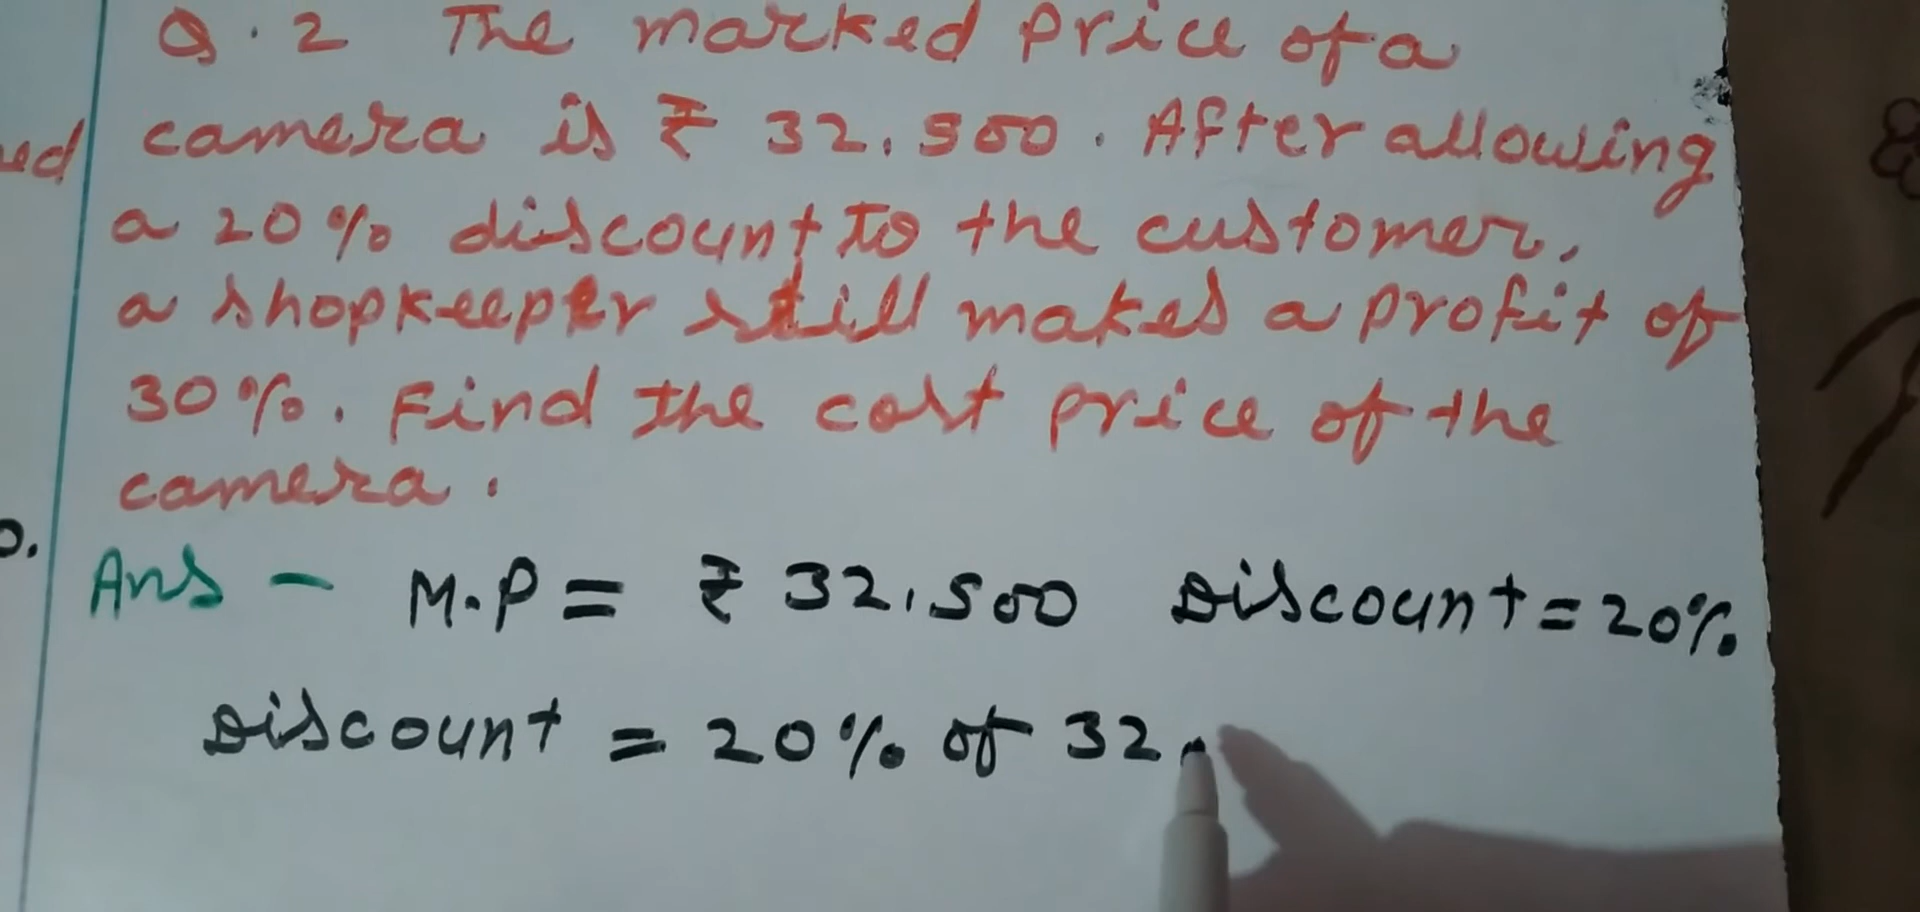 Q.2 The marked price of a
camera is ₹ 32,500. After allowing
a 20% discount to the customer,
a shopkeeper still makes a profit of
30%. Find the cost price of the
camera.
Ans - M.P = ₹ 32,500 Discount = 20%
Discount = 20% of 32,